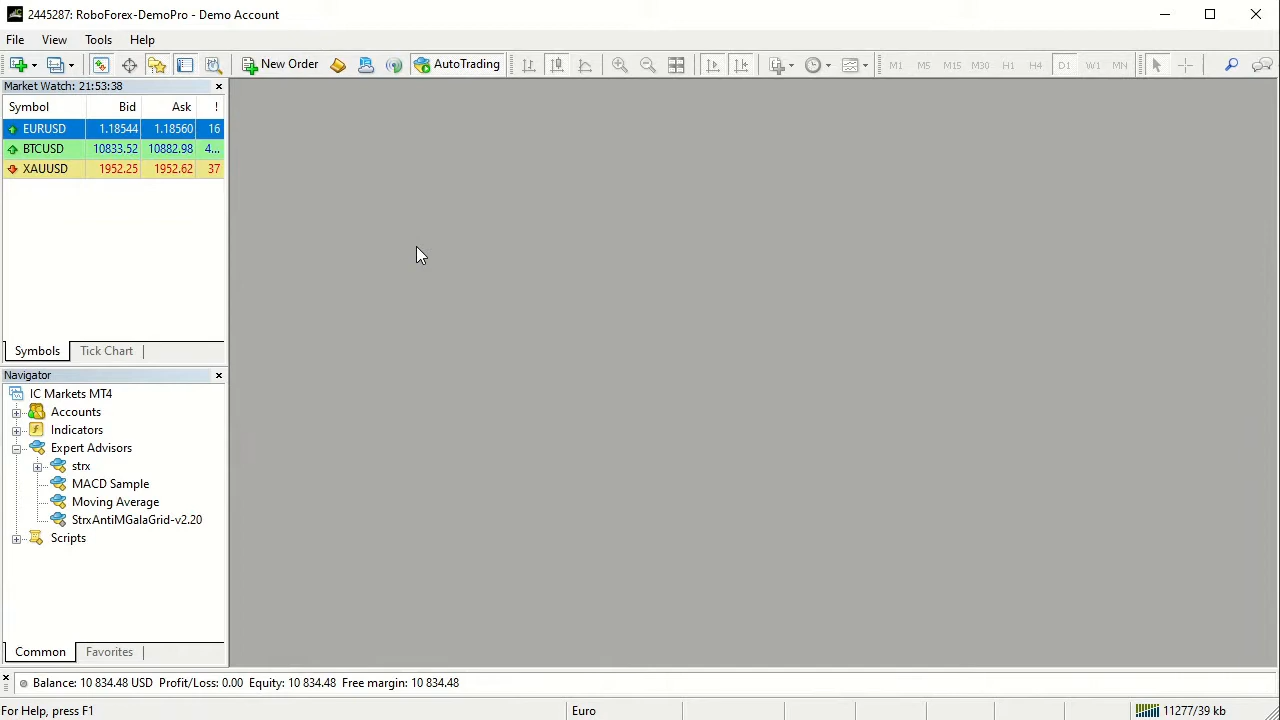 2445287: RoboForex-DemoPro - Demo Account
File View Tools Help
New Order AutoTrading M1 M5 M15 M30 H1 H4 D1 W1 MN
Market Watch: 21:53:38
Symbol Bid Ask !
EURUSD 1.18544 1.18560 16
BTCUSD 10833.52 10882.98 4...
XAUUSD 1952.25 1952.62 37
Symbols Tick Chart
Navigator
IC Markets MT4
Accounts
Indicators
Expert Advisors
strx
MACD Sample
Moving Average
StrxAntiMGalaGrid-v2.20
Scripts
Common Favorites
Balance: 10 834.48 USD Profit/Loss: 0.00 Equity: 10 834.48 Free margin: 10 834.48
For Help, press F1 Euro 11277/39 kb